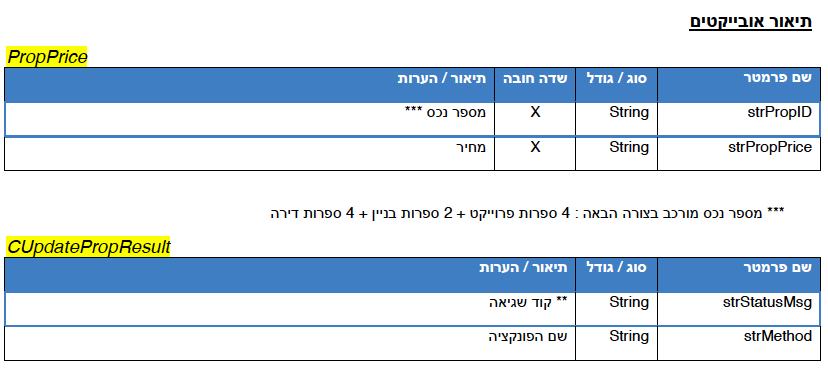 תיאור אובייקטים
PropPrice
שם פרמטר סוג / גודל שדה חובה תיאור / הערות
strPropID String X מספר נכס ***
strPropPrice String X מחיר
*** מספר נכס מורכב בצורה הבאה : 4 ספרות פרוייקט + 2 ספרות בניין + 4 ספרות דירה
CUpdatePropResult
שם פרמטר סוג / גודל תיאור / הערות
strStatusMsg String ** קוד שגיאה
strMethod String שם הפונקציה